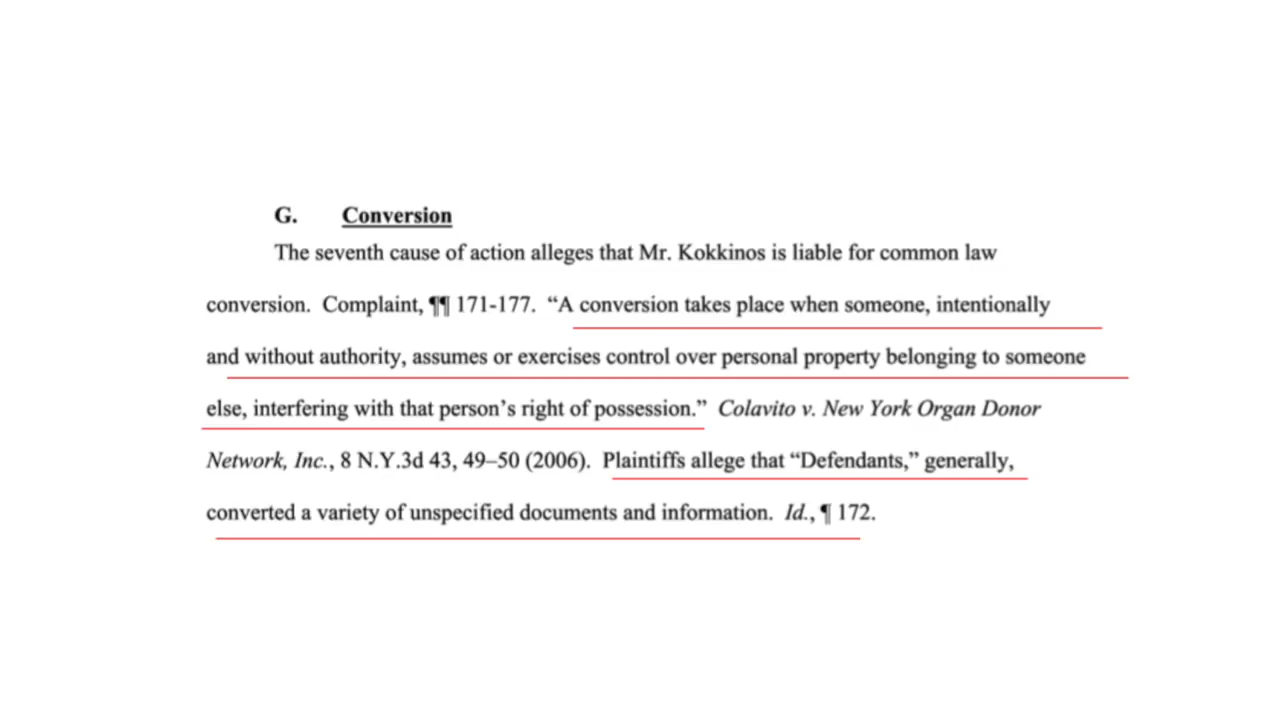 G. Conversion
The seventh cause of action alleges that Mr. Kokkinos is liable for common law
conversion. Complaint, ¶¶ 171-177. “A conversion takes place when someone, intentionally
and without authority, assumes or exercises control over personal property belonging to someone
else, interfering with that person’s right of possession.” Colavito v. New York Organ Donor
Network, Inc., 8 N.Y.3d 43, 49–50 (2006). Plaintiffs allege that “Defendants,” generally,
converted a variety of unspecified documents and information. Id., ¶ 172.